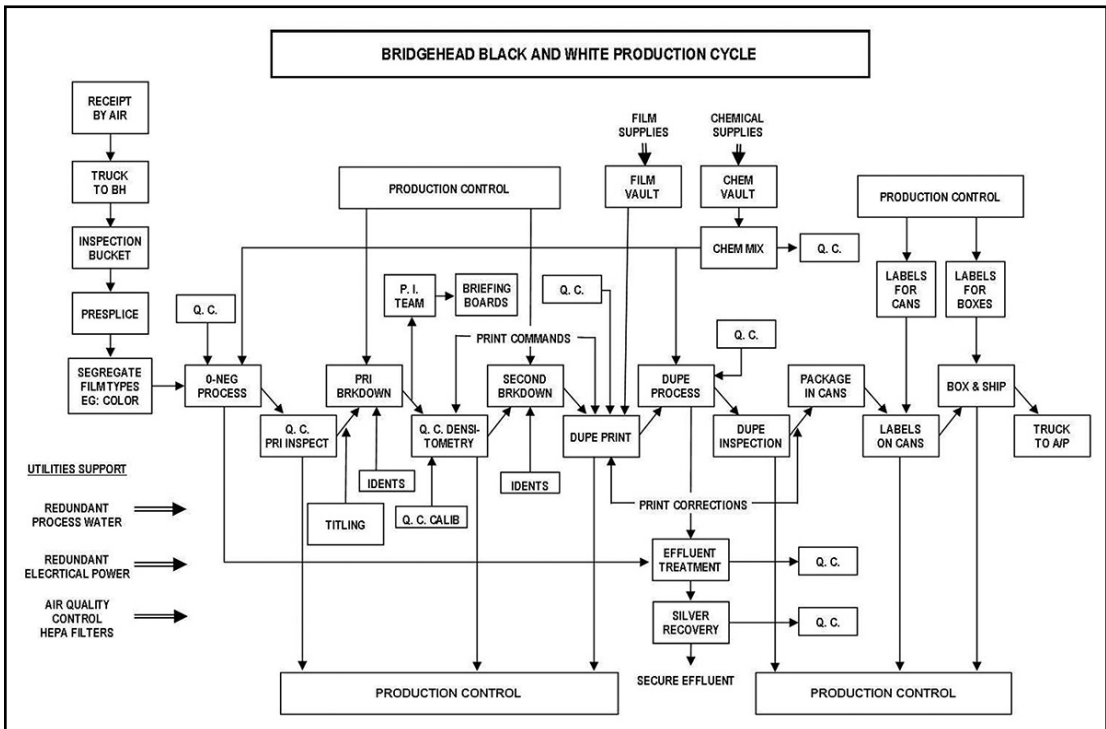 BRIDGEHEAD BLACK AND WHITE PRODUCTION CYCLE
RECEIPT
BY AIR
TRUCK
TO BH
INSPECTION
BUCKET
PRESPLICE
SEGREGATE
FILM TYPES
EG: COLOR
Q. C.
0-NEG
PROCESS
Q. C.
PRI INSPECT
PRODUCTION CONTROL
PRI
BRKDOWN
TITLING
IDENTS
P. I.
TEAM
BRIEFING
BOARDS
Q. C. DENSI-
TOMETRY
Q. C. CALIB
PRINT COMMANDS
SECOND
BRKDOWN
IDENTS
Q. C.
FILM
SUPPLIES
FILM
VAULT
DUPE PRINT
CHEMICAL
SUPPLIES
CHEM
VAULT
CHEM MIX
Q. C.
DUPE
PROCESS
Q. C.
DUPE
INSPECTION
PRINT CORRECTIONS
PACKAGE
IN CANS
PRODUCTION CONTROL
LABELS
FOR
CANS
LABELS
FOR
BOXES
LABELS
ON CANS
BOX & SHIP
TRUCK
TO A/P
EFFLUENT
TREATMENT
Q. C.
SILVER
RECOVERY
Q. C.
SECURE EFFLUENT
UTILITIES SUPPORT
REDUNDANT
PROCESS WATER
REDUNDANT
ELECRTICAL POWER
AIR QUALITY
CONTROL
HEPA FILTERS
PRODUCTION CONTROL
PRODUCTION CONTROL